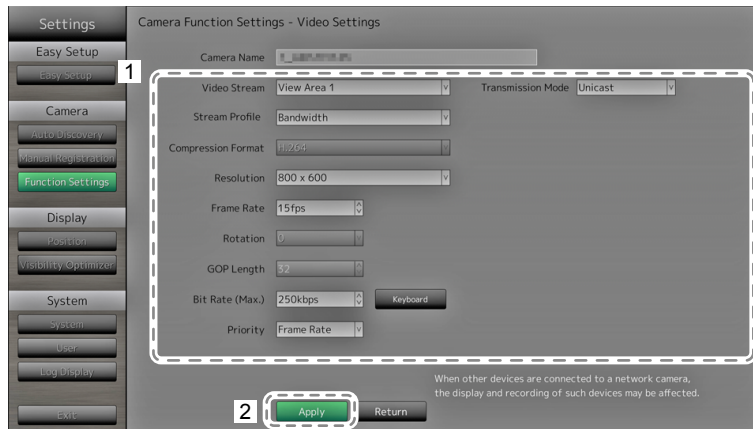 Settings
Camera Function Settings - Video Settings
Easy Setup
Easy Setup
Camera
Auto Discovery
Manual Registration
Function Settings
Display
Position
Visibility Optimizer
System
System
User
Log Display
Exit
Camera Name
1
Video Stream View Area 1 Transmission Mode Unicast
Stream Profile Bandwidth
Compression Format H.264
Resolution 800 x 600
Frame Rate 15fps
Rotation 0
GOP Length 32
Bit Rate (Max.) 250kbps Keyboard
Priority Frame Rate
When other devices are connected to a network camera,
the display and recording of such devices may be affected.
2 Apply Return